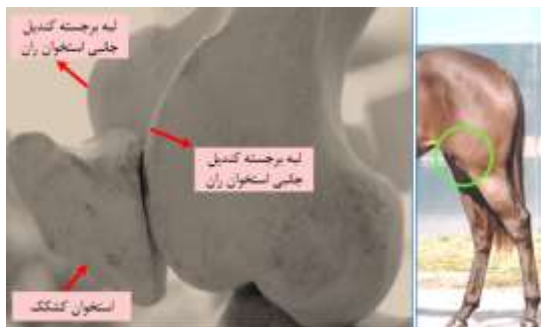 لبه برجسته کندیل
جانبی استخوان ران
لبه برجسته کندیل
جانبی استخوان ران
استخوان کشکک